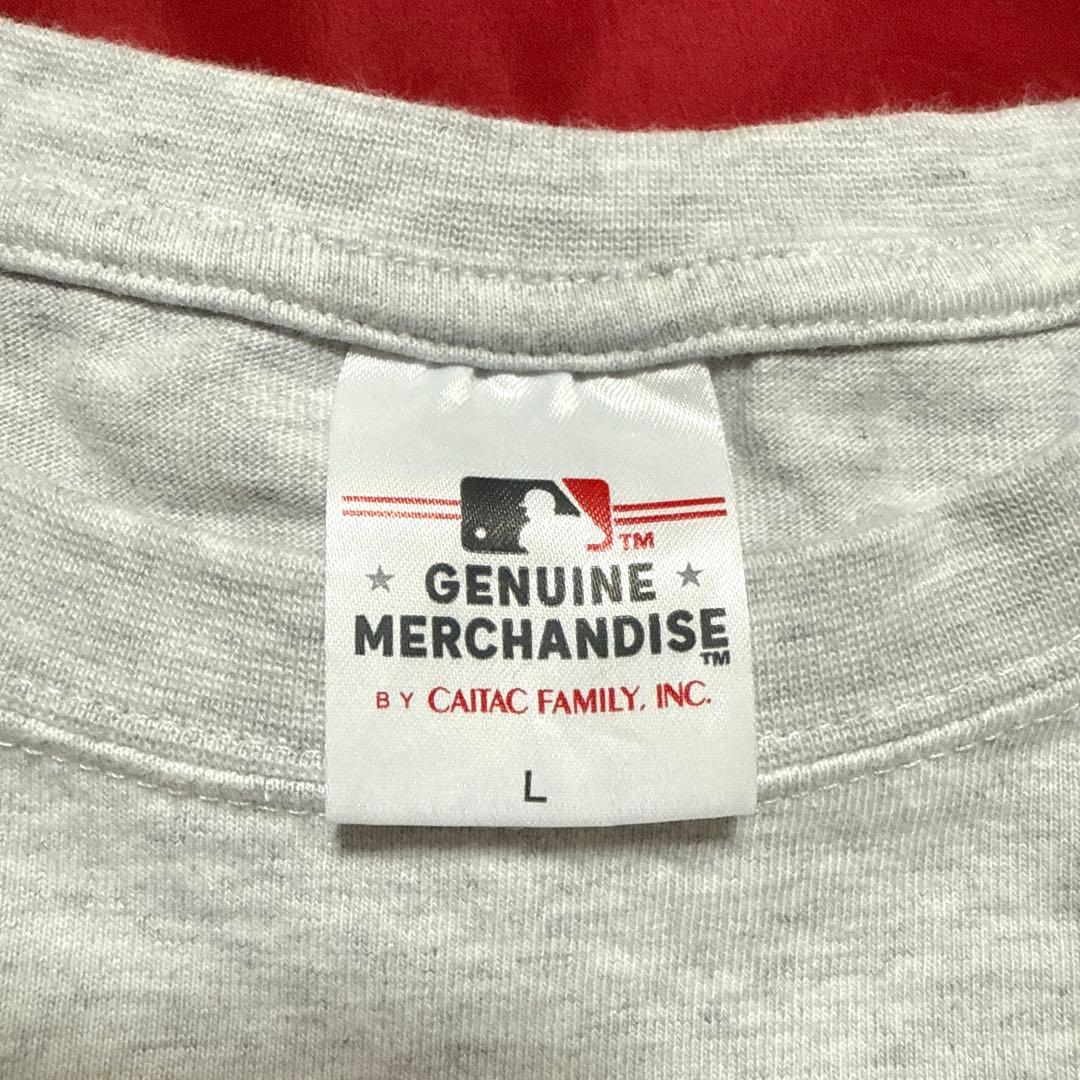 TM
★ GENUINE ★
MERCHANDISE™
BY CAITAC FAMILY, INC.
L